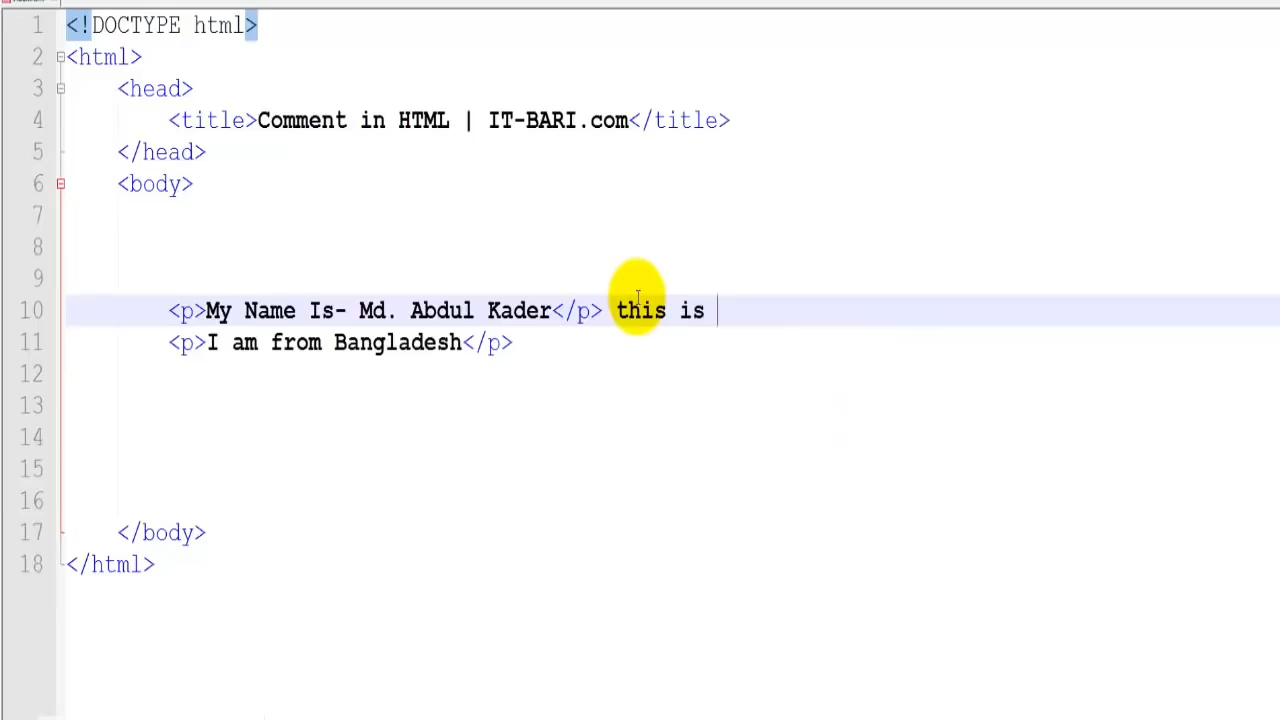 1 <!DOCTYPE html>
2 <html>
3 <head>
4 <title>Comment in HTML | IT-BARI.com</title>
5 </head>
6 <body>
7
8
9
10 <p>My Name Is- Md. Abdul Kader</p> this is
11 <p>I am from Bangladesh</p>
12
13
14
15
16
17 </body>
18 </html>